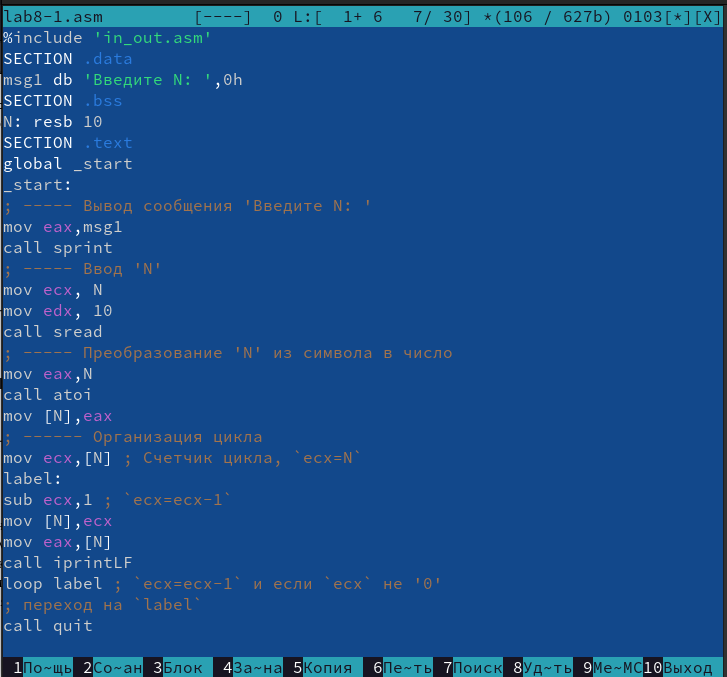 lab8-1.asm [----] 0 L:[ 1+ 6 7/ 30] *(106 / 627b) 0103[*][X]
%include 'in_out.asm'
SECTION .data
msg1 db 'Введите N: ',0h
SECTION .bss
N: resb 10
SECTION .text
global _start
_start:
; ----- Вывод сообщения 'Введите N: '
mov eax,msg1
call sprint
; ----- Ввод 'N'
mov ecx, N
mov edx, 10
call sread
; ----- Преобразование 'N' из символа в число
mov eax,N
call atoi
mov [N],eax
; ------ Организация цикла
mov ecx,[N] ; Счетчик цикла, `ecx=N`
label:
sub ecx,1 ; `ecx=ecx-1`
mov [N],ecx
mov eax,[N]
call iprintLF
loop label ; `ecx=ecx-1` и если `ecx` не '0'
; переход на `label`
call quit
1По~щь 2Со~ан 3Блок 4За~на 5Копия 6Пе~ть 7Поиск 8Уд~ть 9Ме~МС 10Выход